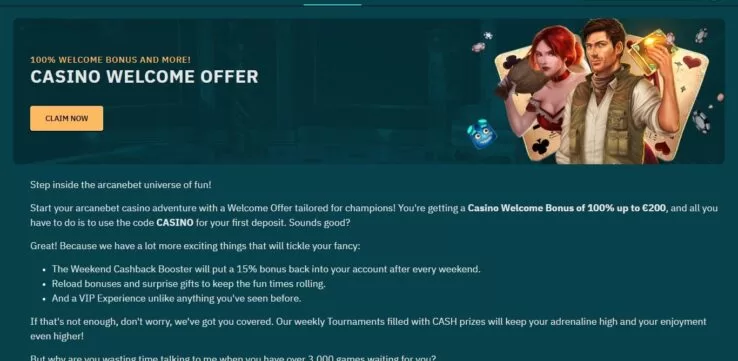 100% WELCOME BONUS AND MORE!
CASINO WELCOME OFFER
CLAIM NOW
Step inside the arcanebet universe of fun!
Start your arcanebet casino adventure with a Welcome Offer tailored for champions! You're getting a Casino Welcome Bonus of 100% up to €200, and all you
have to do is to use the code CASINO for your first deposit. Sounds good?
Great! Because we have a lot more exciting things that will tickle your fancy:
• The Weekend Cashback Booster will put a 15% bonus back into your account after every weekend.
• Reload bonuses and surprise gifts to keep the fun times rolling.
• And a VIP Experience unlike anything you've seen before.
If that's not enough, don't worry, we've got you covered. Our weekly Tournaments filled with CASH prizes will keep your adrenaline high and your enjoyment
even higher!
But why are you wasting time talking to me when you have over 3,000 games waiting for you?